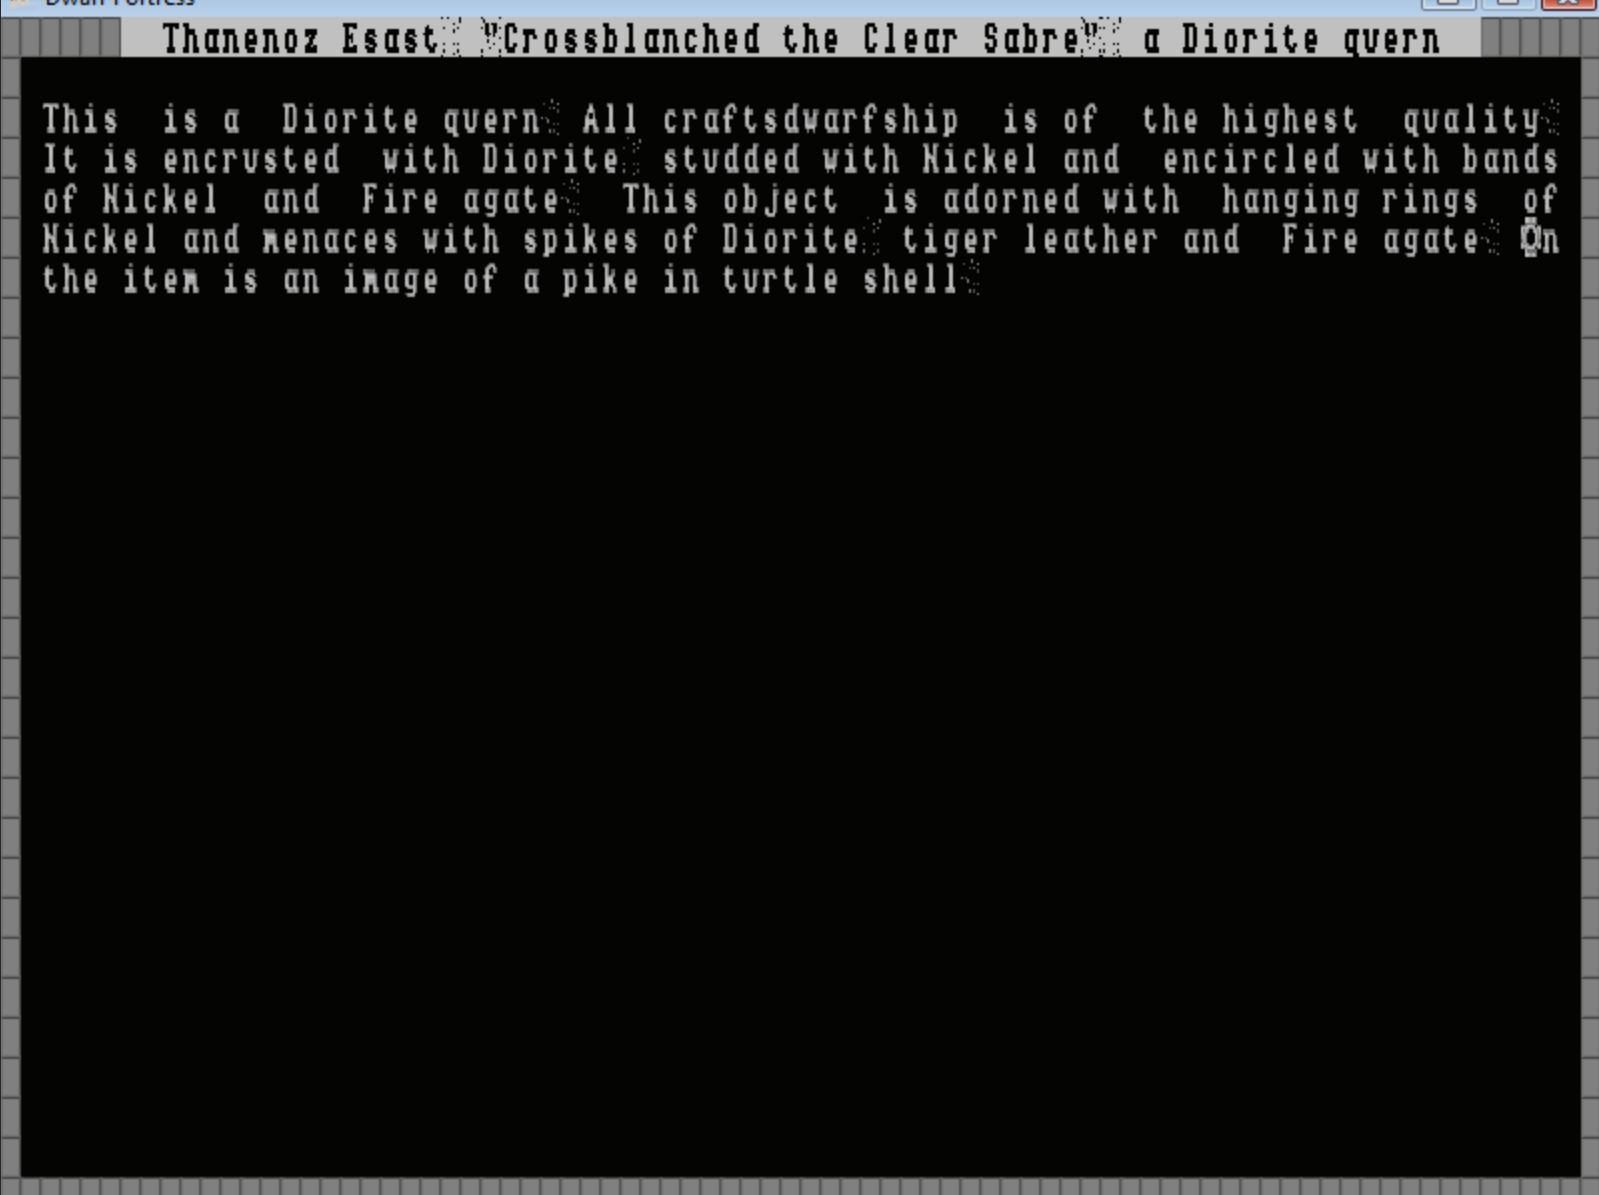 Dwarf Fortress
Thanenoz Esast, "Crossblanched the Clear Sabre", a Diorite quern
This is a Diorite quern. All craftsdwarfship is of the highest quality.
It is encrusted with Diorite, studded with Nickel and encircled with bands
of Nickel and Fire agate. This object is adorned with hanging rings of
Nickel and menaces with spikes of Diorite, tiger leather and Fire agate. On
the item is an image of a pike in turtle shell.